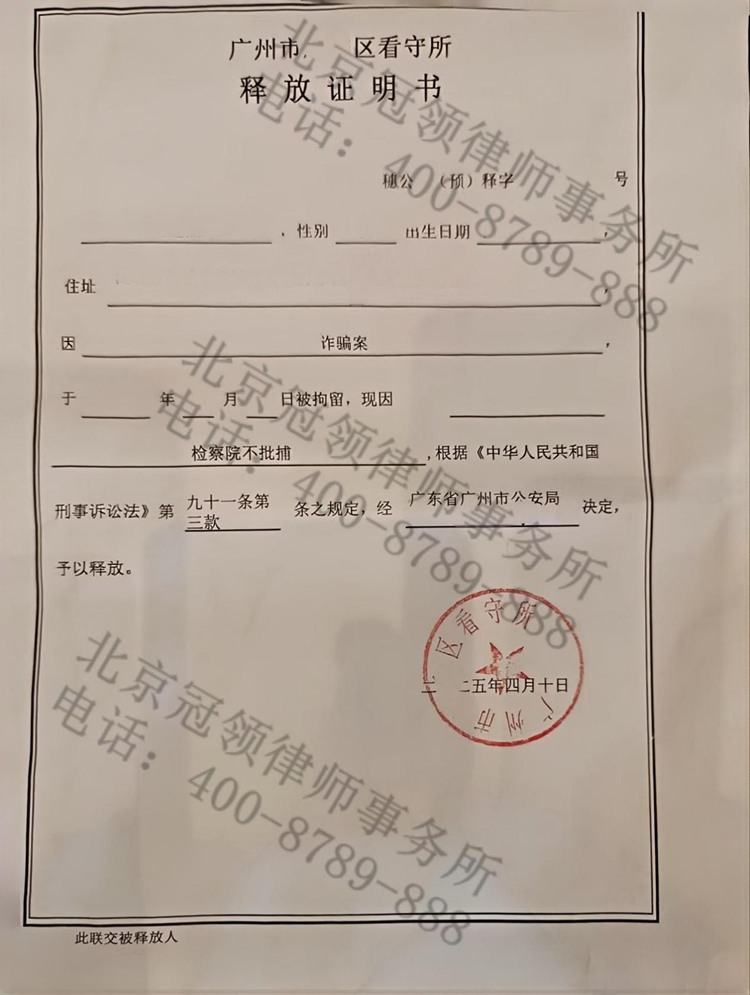 广州市 区看守所
释放证明书
穗公 （预）释字 号
，性别 出生日期 ，
住址 ，
因 诈骗案 ，
于 年 月 日被拘留，现因
检察院不批捕 ，根据《中华人民共和国
刑事诉讼法》第 九十一条第三款 条之规定，经 广东省广州市公安局 决定，
予以释放。
广州市 区看守所
二 二五年四月十日
此联交被释放人
北京冠领律师事务所
电话：400-8789-888
北京冠领律师事务所
电话：400-8789-888
北京冠领律师事务所
电话：400-8789-888